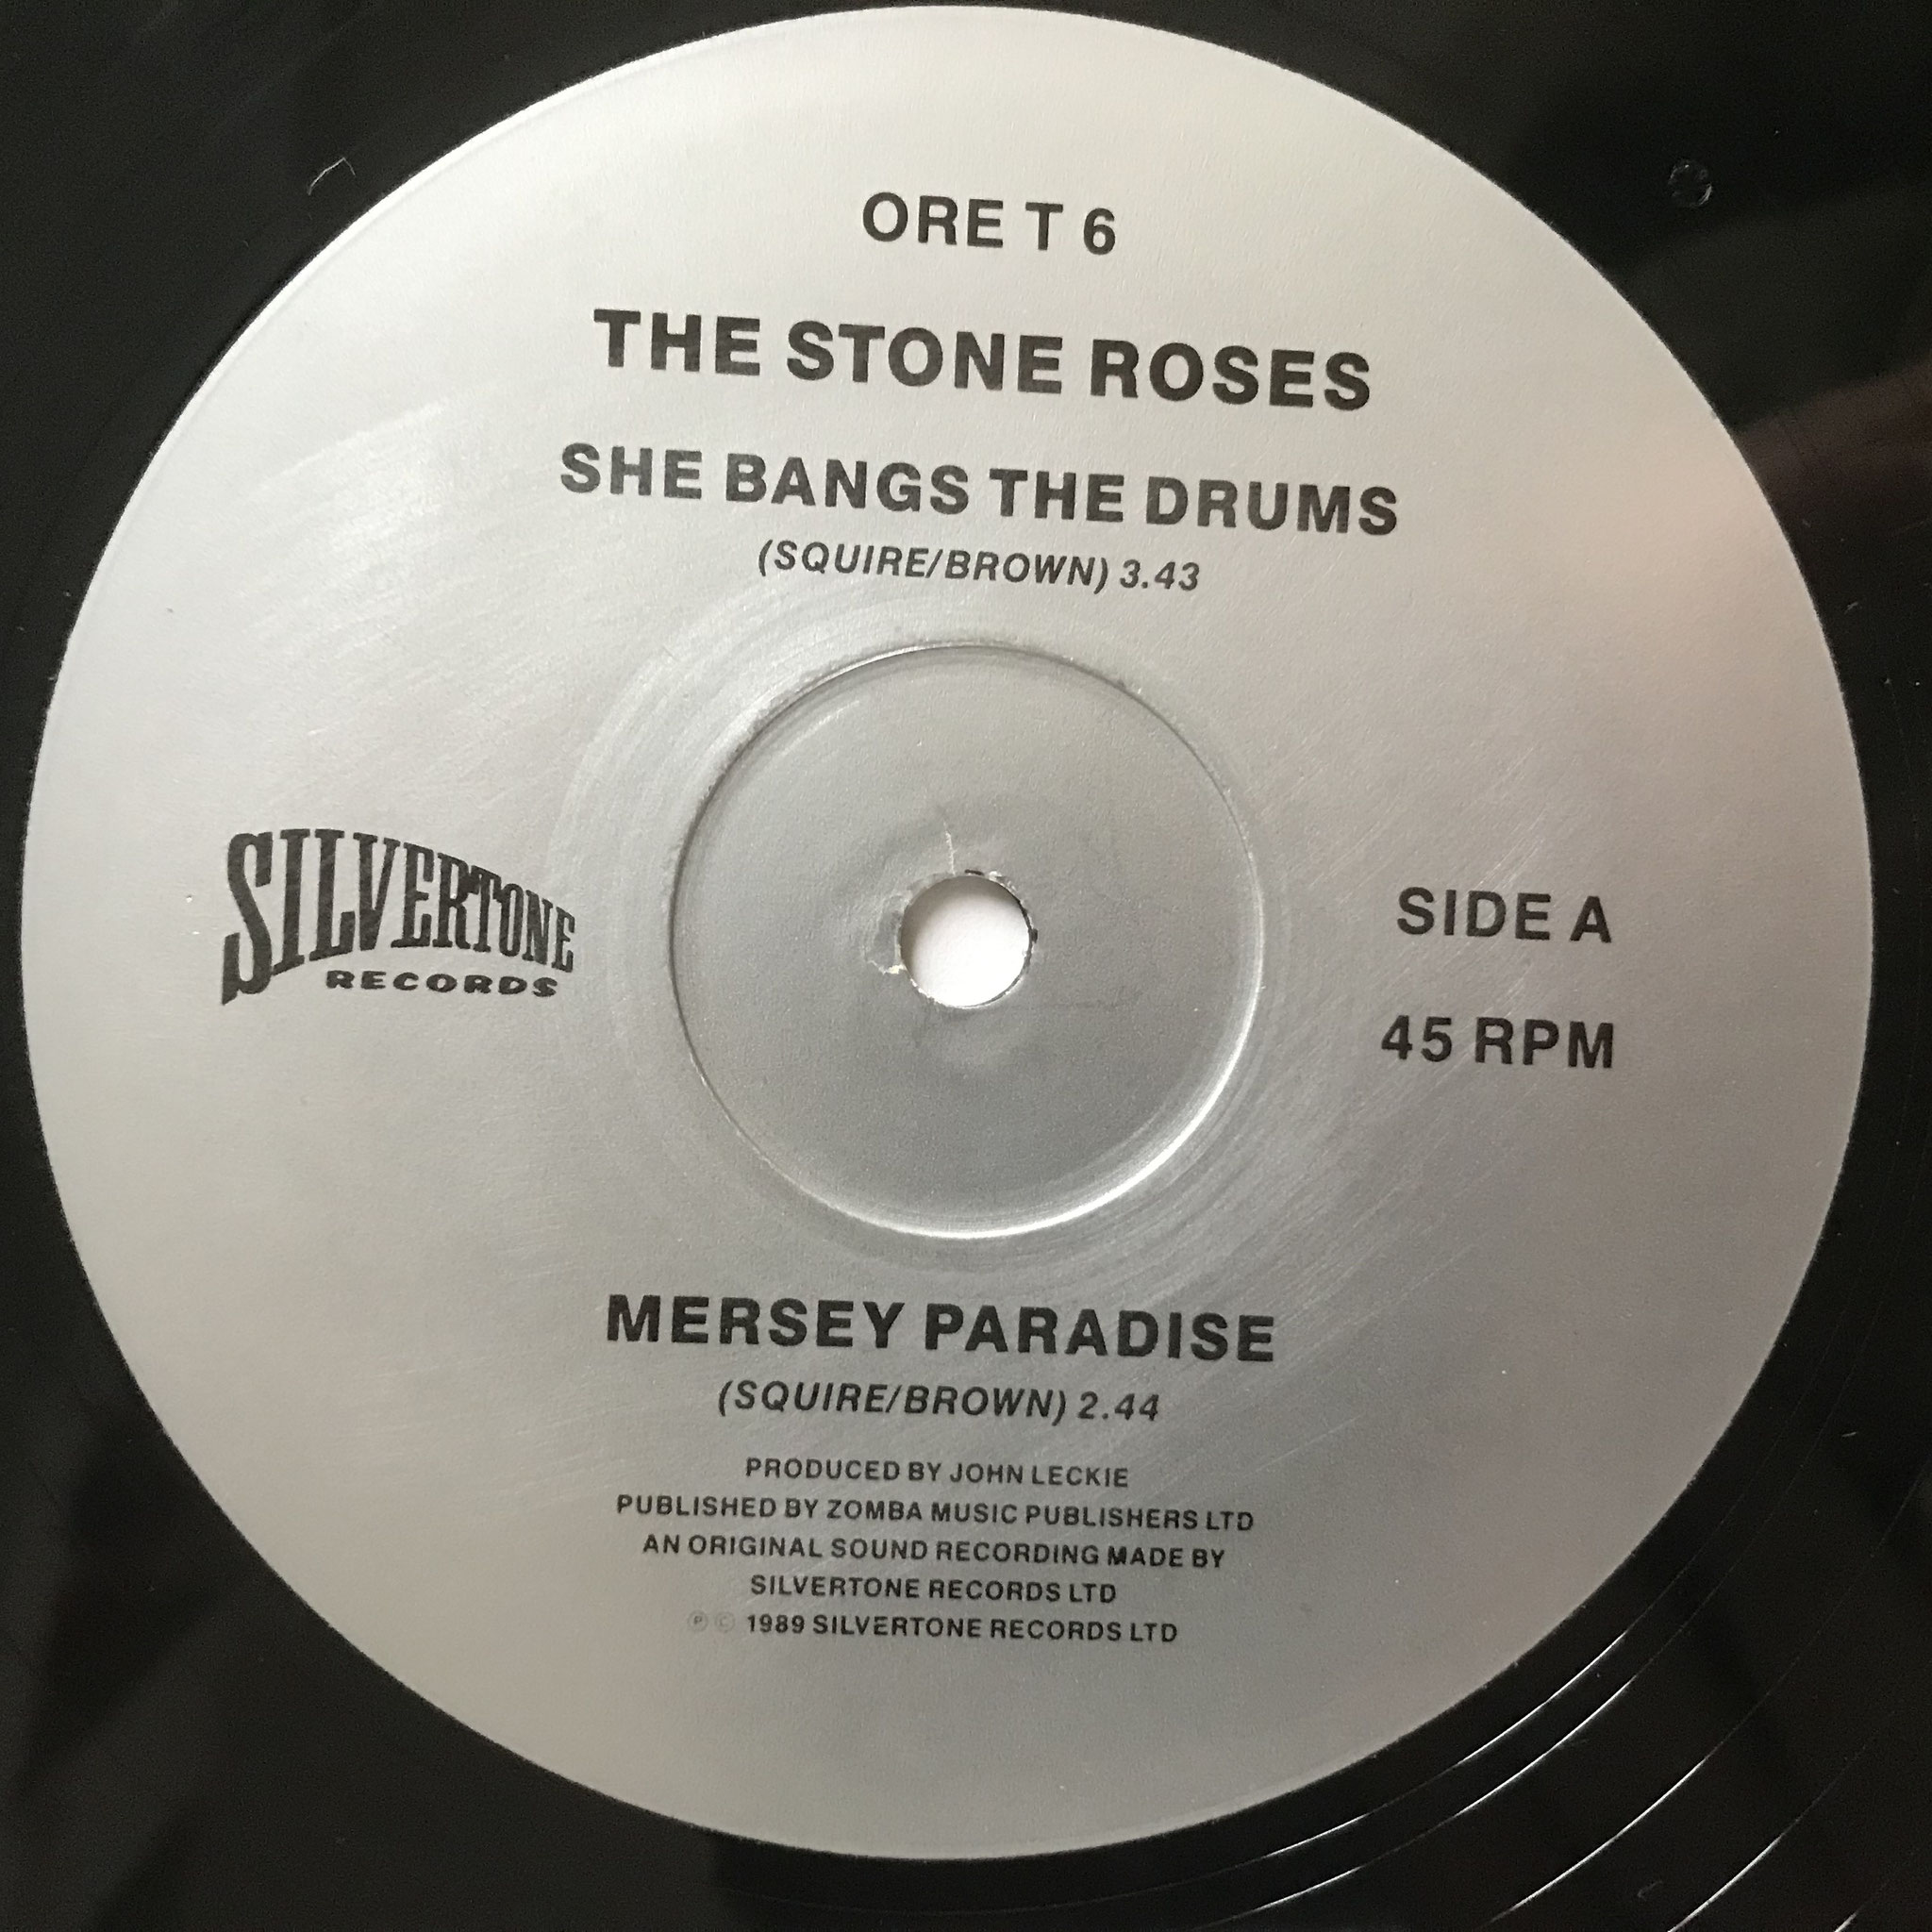 ORE T 6
THE STONE ROSES
SHE BANGS THE DRUMS
(SQUIRE/BROWN) 3.43
SILVERTONE
RECORDS
SIDE A
45 RPM
MERSEY PARADISE
(SQUIRE/BROWN) 2.44
PRODUCED BY JOHN LECKIE
PUBLISHED BY ZOMBA MUSIC PUBLISHERS LTD
AN ORIGINAL SOUND RECORDING MADE BY
SILVERTONE RECORDS LTD
℗ © 1989 SILVERTONE RECORDS LTD